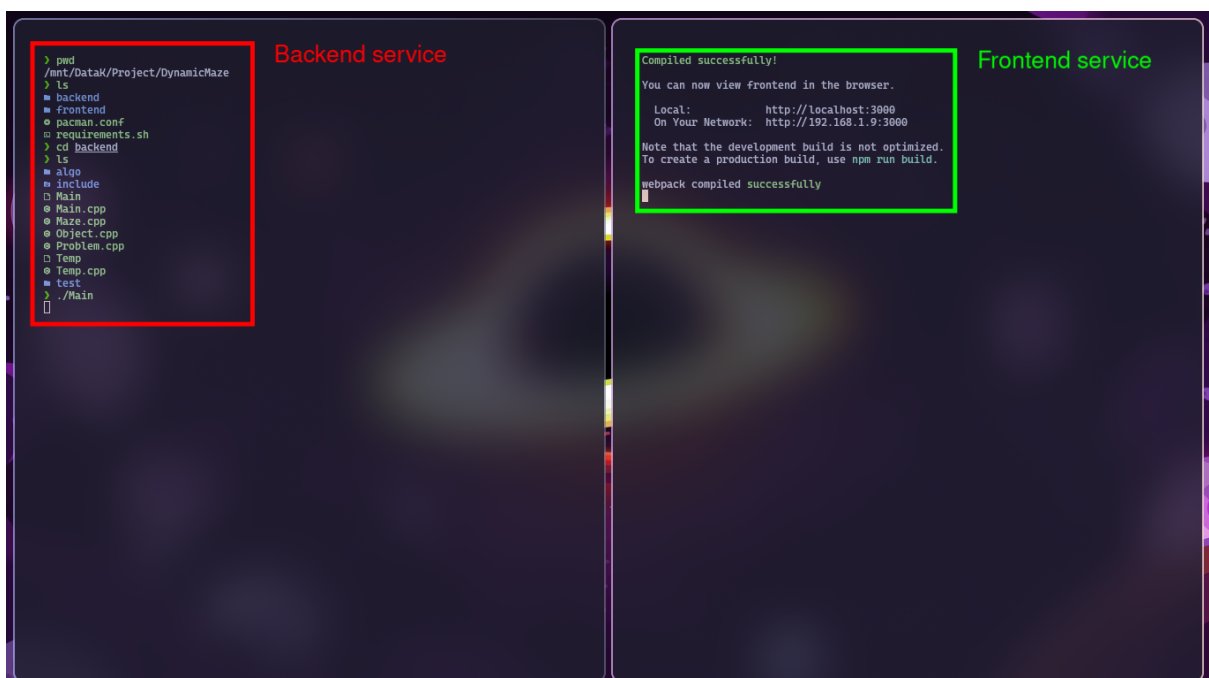 Backend service
❯ pwd
/mnt/DataK/Project/DynamicMaze
❯ ls
backend
frontend
pacman.conf
requirements.sh
❯ cd backend
❯ ls
algo
include
Main
Main.cpp
Maze.cpp
Object.cpp
Problem.cpp
Temp
Temp.cpp
test
❯ ./Main
Frontend service
Compiled successfully!
You can now view frontend in the browser.
Local: http://localhost:3000
On Your Network: http://192.168.1.9:3000
Note that the development build is not optimized.
To create a production build, use npm run build.
webpack compiled successfully